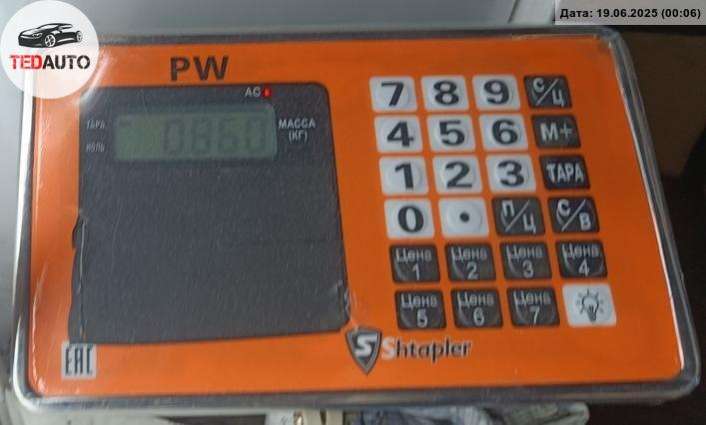 Дата: 19.06.2025 (00:06)
TEDAUTO
PW
AC
ТАРА
НОЛЬ
МАССА
(КГ)
7 8 9 С/Ц
4 5 6 M+
1 2 3 ТАРА
0 . П/Ц С/В
Цена 1 Цена 2 Цена 3 Цена 4
Цена 5 Цена 6 Цена 7
EAC
S Shtapler